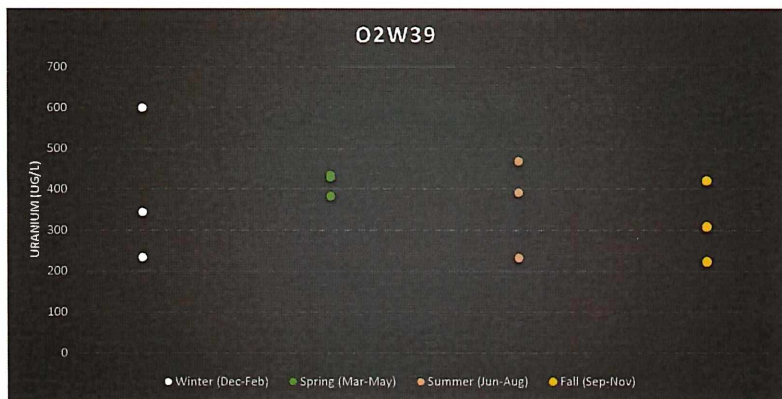 O2W39
700
600
500
400
300
200
100
0
URANIUM (UG/L)
Winter (Dec-Feb) Spring (Mar-May) Summer (Jun-Aug) Fall (Sep-Nov)